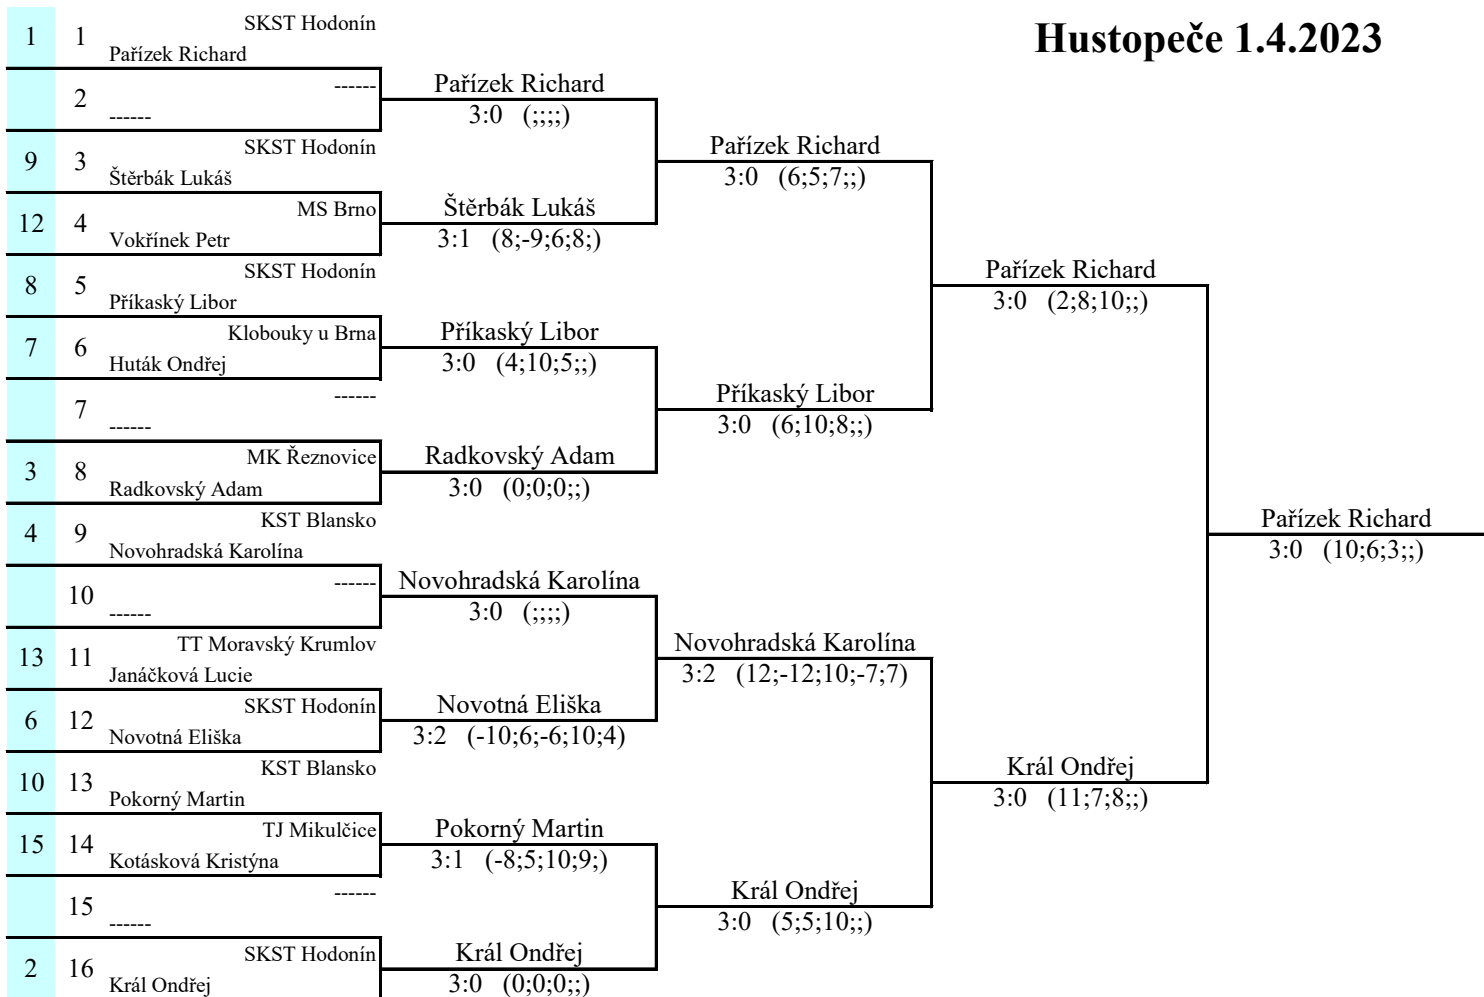 Hustopeče 1.4.2023
1 1 SKST Hodonín
Pařízek Richard
2 ------
------
9 3 SKST Hodonín
Štěrbák Lukáš
12 4 MS Brno
Vokřínek Petr
8 5 SKST Hodonín
Příkaský Libor
7 6 Klobouky u Brna
Huták Ondřej
7 ------
------
3 8 MK Řeznovice
Radkovský Adam
4 9 KST Blansko
Novohradská Karolína
10 ------
------
13 11 TT Moravský Krumlov
Janáčková Lucie
6 12 SKST Hodonín
Novotná Eliška
10 13 KST Blansko
Pokorný Martin
15 14 TJ Mikulčice
Kotásková Kristýna
15 ------
------
2 16 SKST Hodonín
Král Ondřej
Pařízek Richard
3:0 (;;;;)
Štěrbák Lukáš
3:1 (8;-9;6;8;)
Příkaský Libor
3:0 (4;10;5;;)
Radkovský Adam
3:0 (0;0;0;;)
Novohradská Karolína
3:0 (;;;;)
Novotná Eliška
3:2 (-10;6;-6;10;4)
Pokorný Martin
3:1 (-8;5;10;9;)
Král Ondřej
3:0 (0;0;0;;)
Pařízek Richard
3:0 (6;5;7;;)
Příkaský Libor
3:0 (6;10;8;;)
Novohradská Karolína
3:2 (12;-12;10;-7;7)
Král Ondřej
3:0 (5;5;10;;)
Pařízek Richard
3:0 (2;8;10;;)
Král Ondřej
3:0 (11;7;8;;)
Pařízek Richard
3:0 (10;6;3;;)